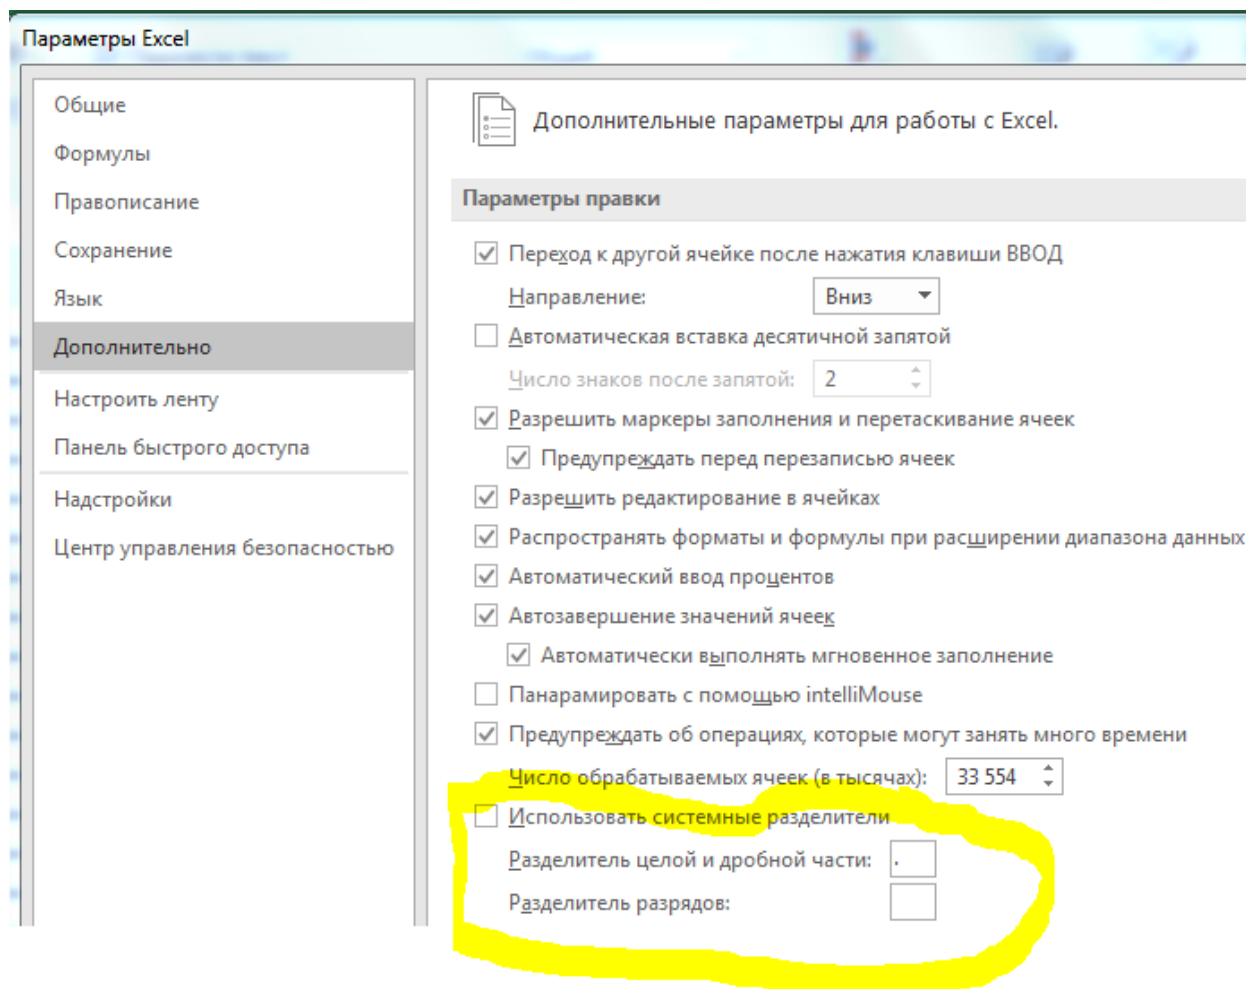 Параметры Excel
Общие
Формулы
Правописание
Сохранение
Язык
Дополнительно
Настроить ленту
Панель быстрого доступа
Надстройки
Центр управления безопасностью
Дополнительные параметры для работы с Excel.
Параметры правки
Переход к другой ячейке после нажатия клавиши ВВОД
Направление: Вниз
Автоматическая вставка десятичной запятой
Число знаков после запятой: 2
Разрешить маркеры заполнения и перетаскивание ячеек
Предупреждать перед перезаписью ячеек
Разрешить редактирование в ячейках
Распространять форматы и формулы при расширении диапазона данных
Автоматический ввод процентов
Автозавершение значений ячеек
Автоматически выполнять мгновенное заполнение
Панарамировать с помощью intelliMouse
Предупреждать об операциях, которые могут занять много времени
Число обрабатываемых ячеек (в тысячах): 33 554
Использовать системные разделители
Разделитель целой и дробной части: .
Разделитель разрядов: